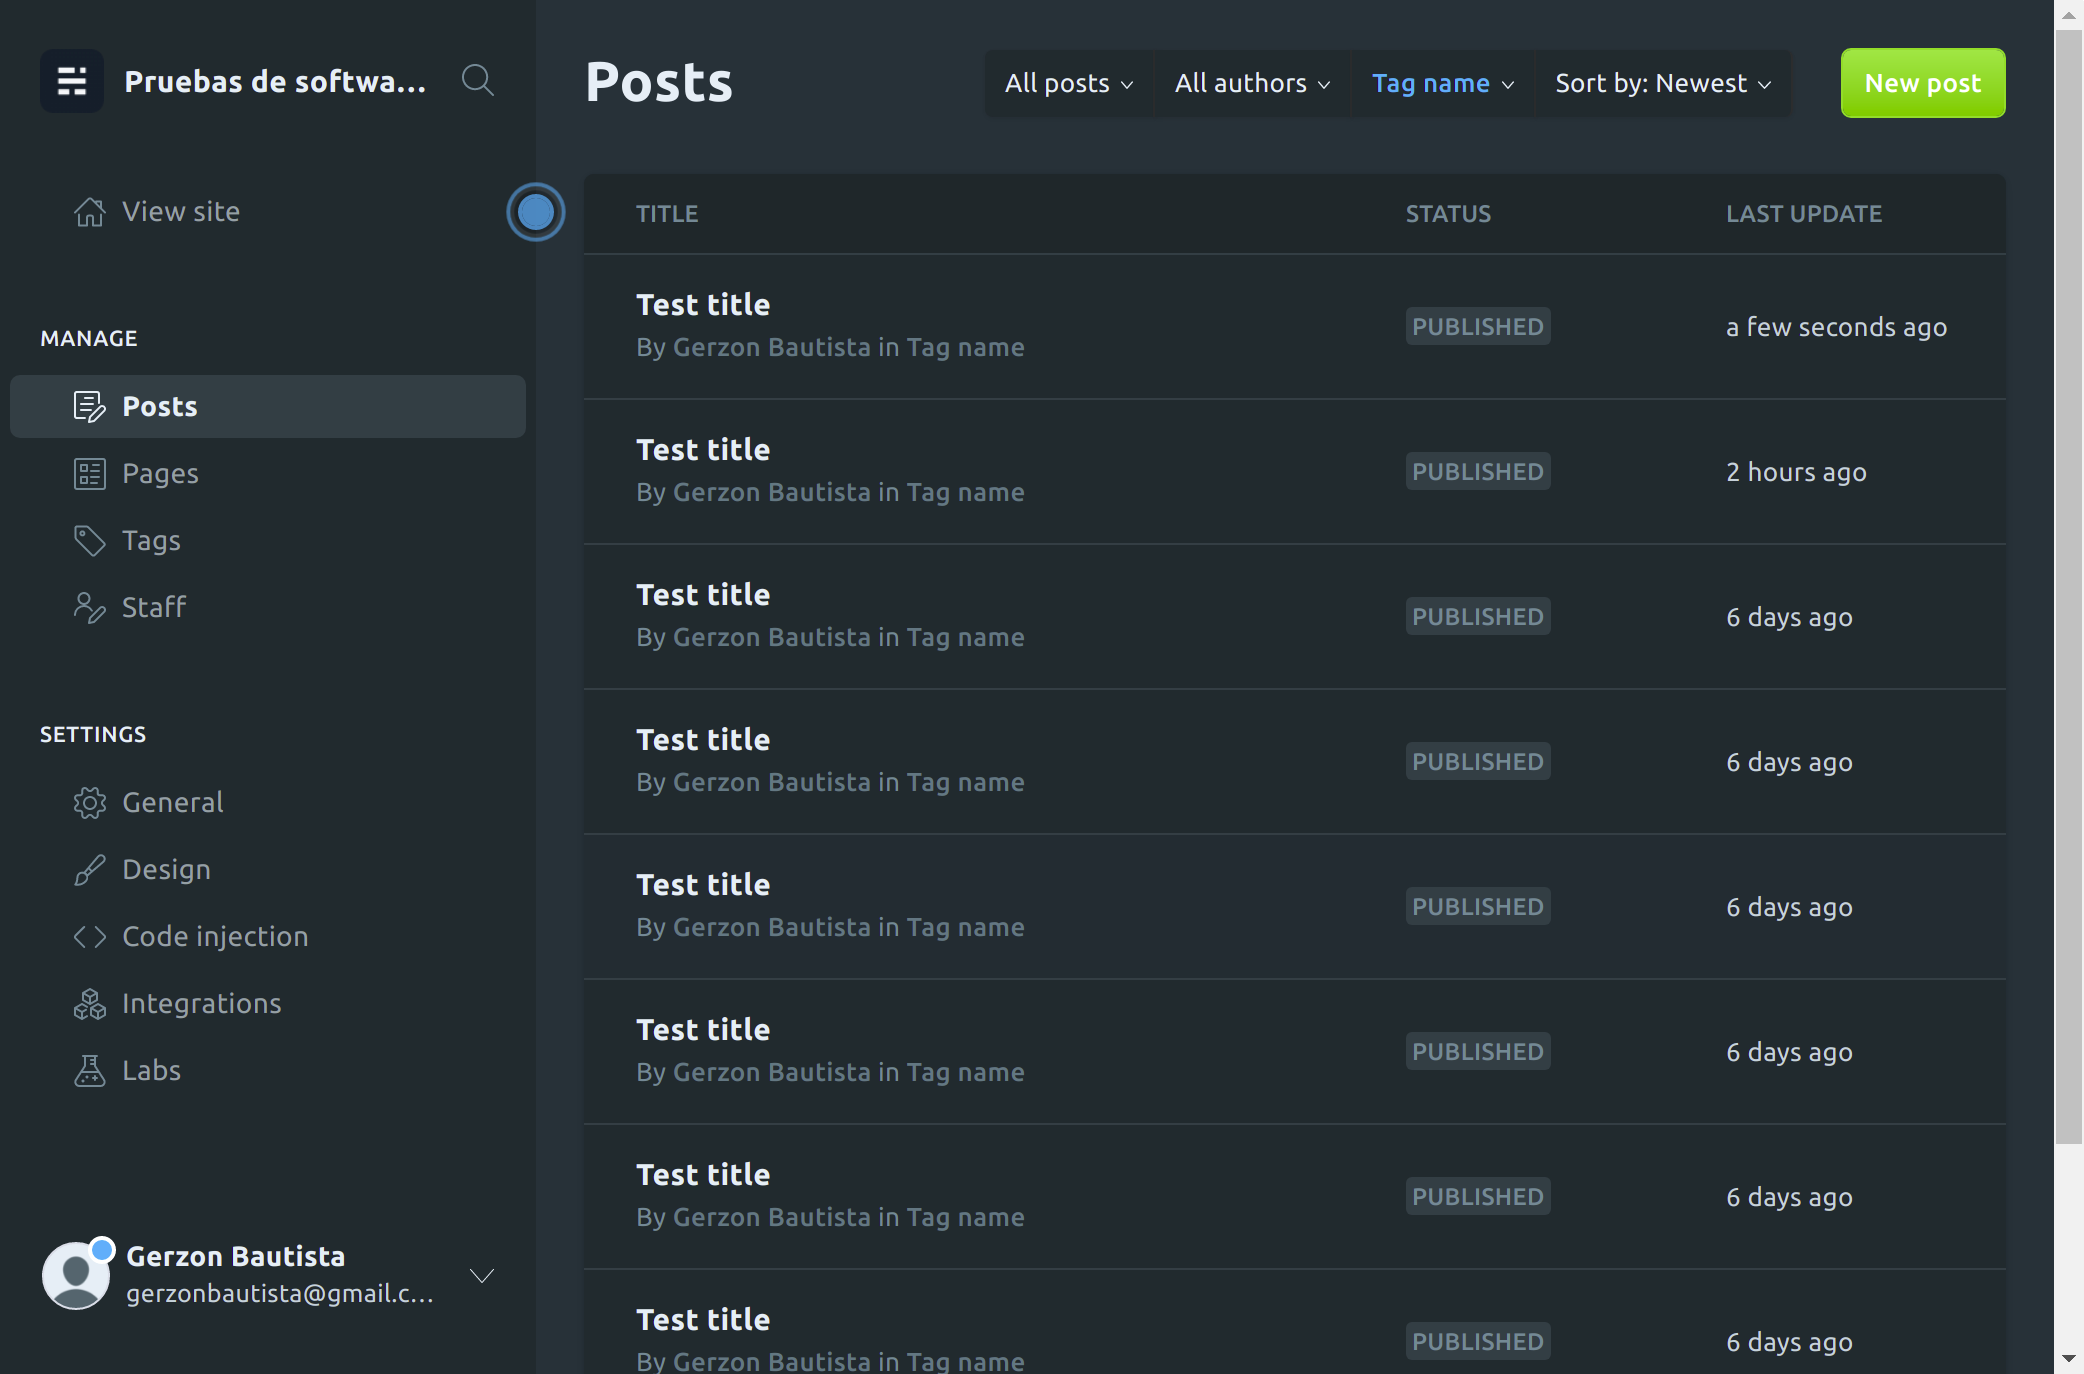 Pruebas de softwa...
View site
MANAGE
Posts
Pages
Tags
Staff
SETTINGS
General
Design
Code injection
Integrations
Labs
Gerzon Bautista
gerzonbautista@gmail.c...
Posts
All posts
All authors
Tag name
Sort by: Newest
New post
TITLE STATUS LAST UPDATE
Test title
By Gerzon Bautista in Tag name
PUBLISHED
a few seconds ago
Test title
By Gerzon Bautista in Tag name
PUBLISHED
2 hours ago
Test title
By Gerzon Bautista in Tag name
PUBLISHED
6 days ago
Test title
By Gerzon Bautista in Tag name
PUBLISHED
6 days ago
Test title
By Gerzon Bautista in Tag name
PUBLISHED
6 days ago
Test title
By Gerzon Bautista in Tag name
PUBLISHED
6 days ago
Test title
By Gerzon Bautista in Tag name
PUBLISHED
6 days ago
Test title
By Gerzon Bautista in Tag name
PUBLISHED
6 days ago